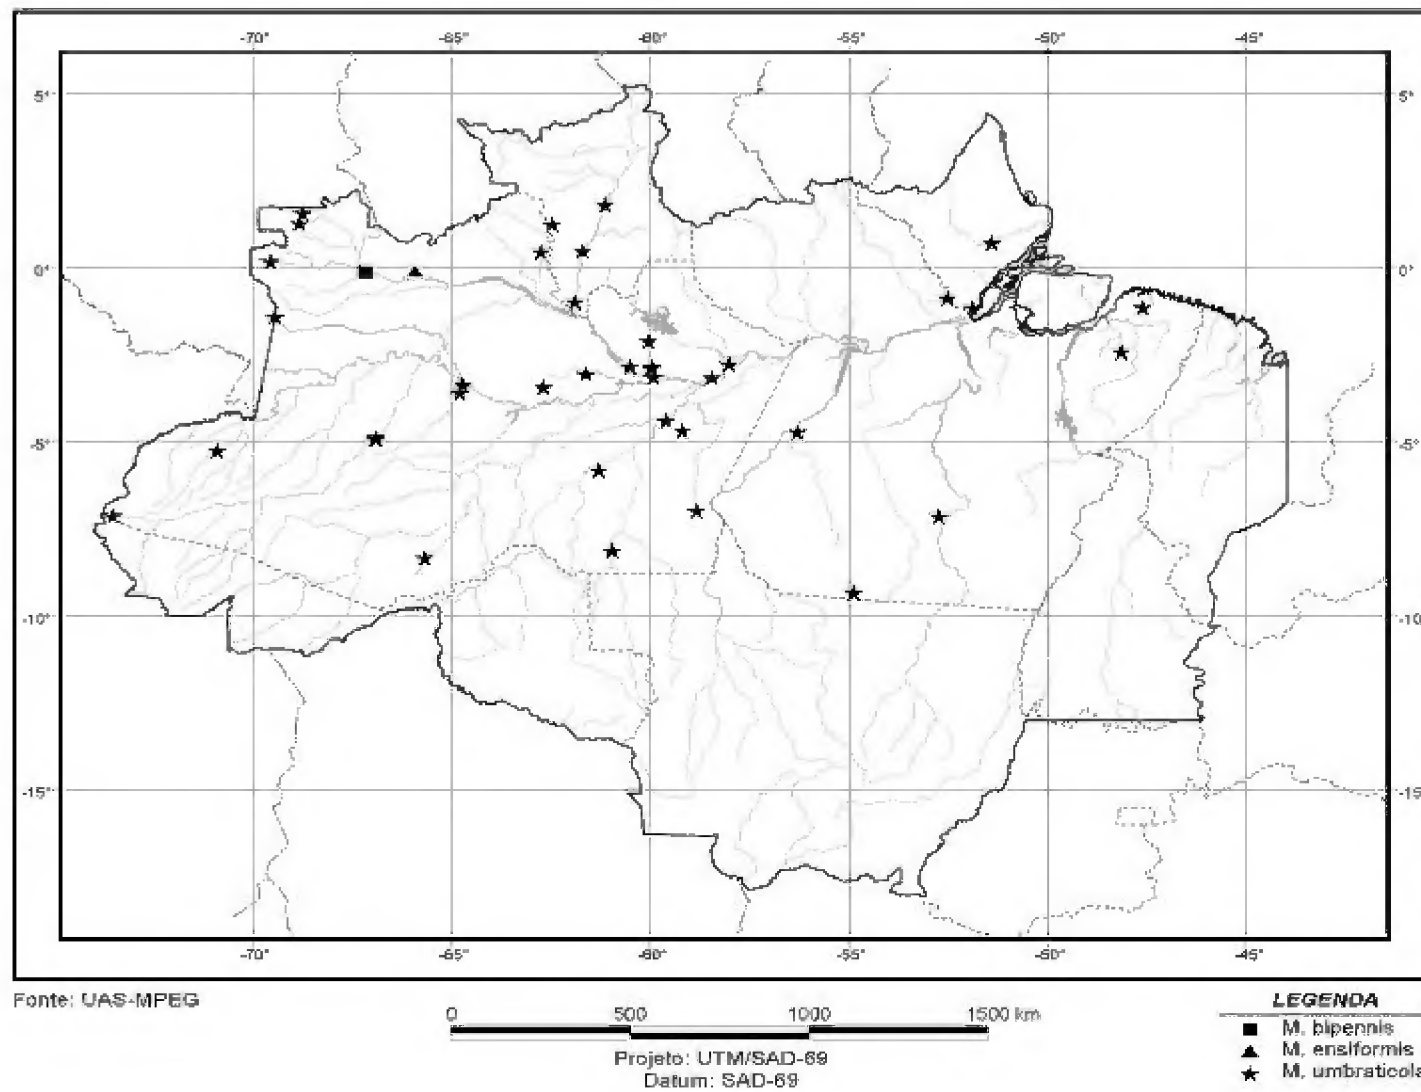 -70° -65° -60° -55° -50° -45°
5° 5°
0° 0°
-5° -5°
-10° -10
-15° -15
-70° -65° -60° -55° -50° -45°
Fonte: UAS-MPEG
0 500 1000 1500 km
Projeto: UTM/SAD-69
Datum: SAD-69
LEGENDA
M. bipennis
M. ensiformis
M. umbraticola